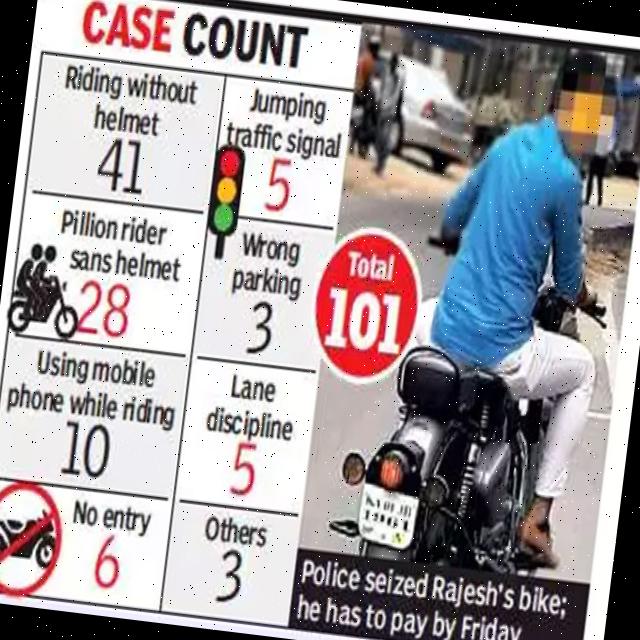 CASE COUNT
Riding without
helmet
41
Pillion rider
sans helmet
28
Using mobile
phone while riding
10
No entry
6
Jumping
traffic signal
5
Wrong
parking
3
Lane
discipline
5
Others
3
Total
101
Police seized Rajesh's bike;
he has to pay by Friday